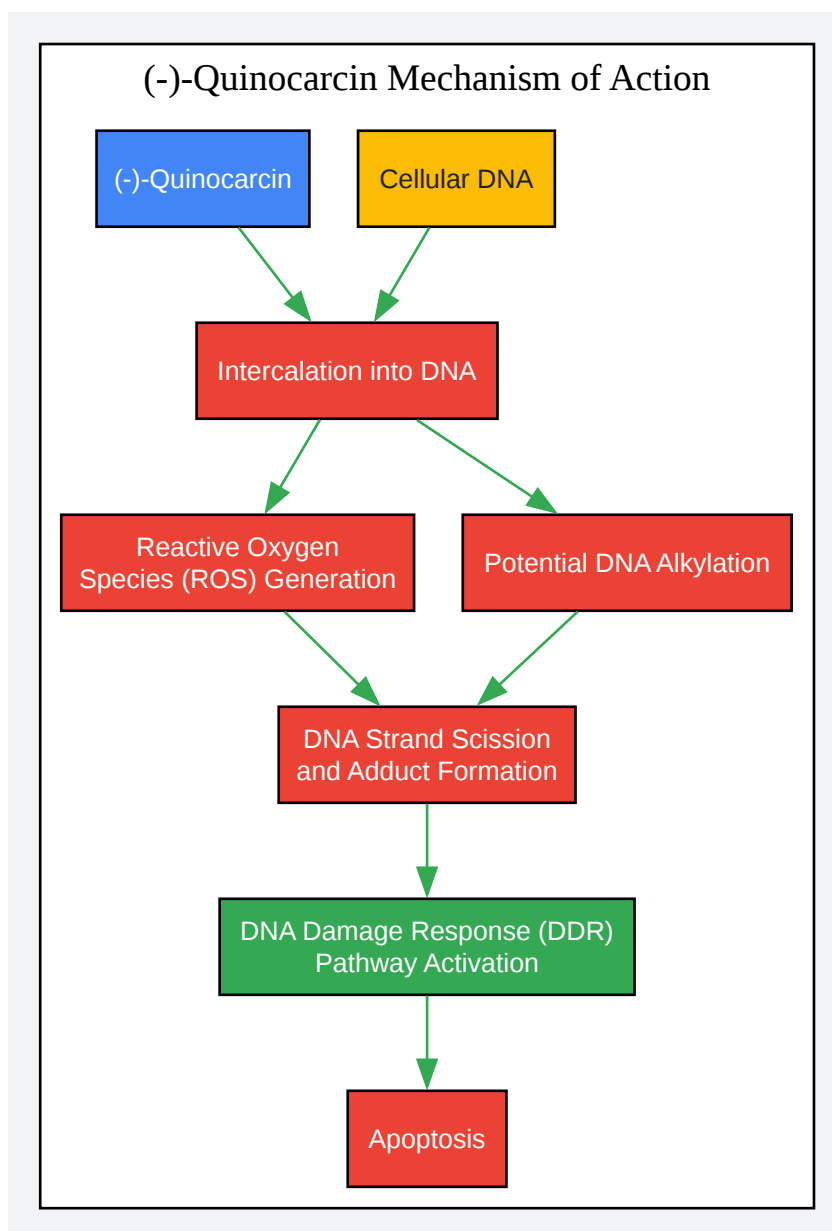 (-)-Quinocarcin Mechanism of Action
(-)-Quinocarcin
Cellular DNA
Intercalation into DNA
Reactive Oxygen
Species (ROS) Generation
Potential DNA Alkylation
DNA Strand Scission
and Adduct Formation
DNA Damage Response (DDR)
Pathway Activation
Apoptosis